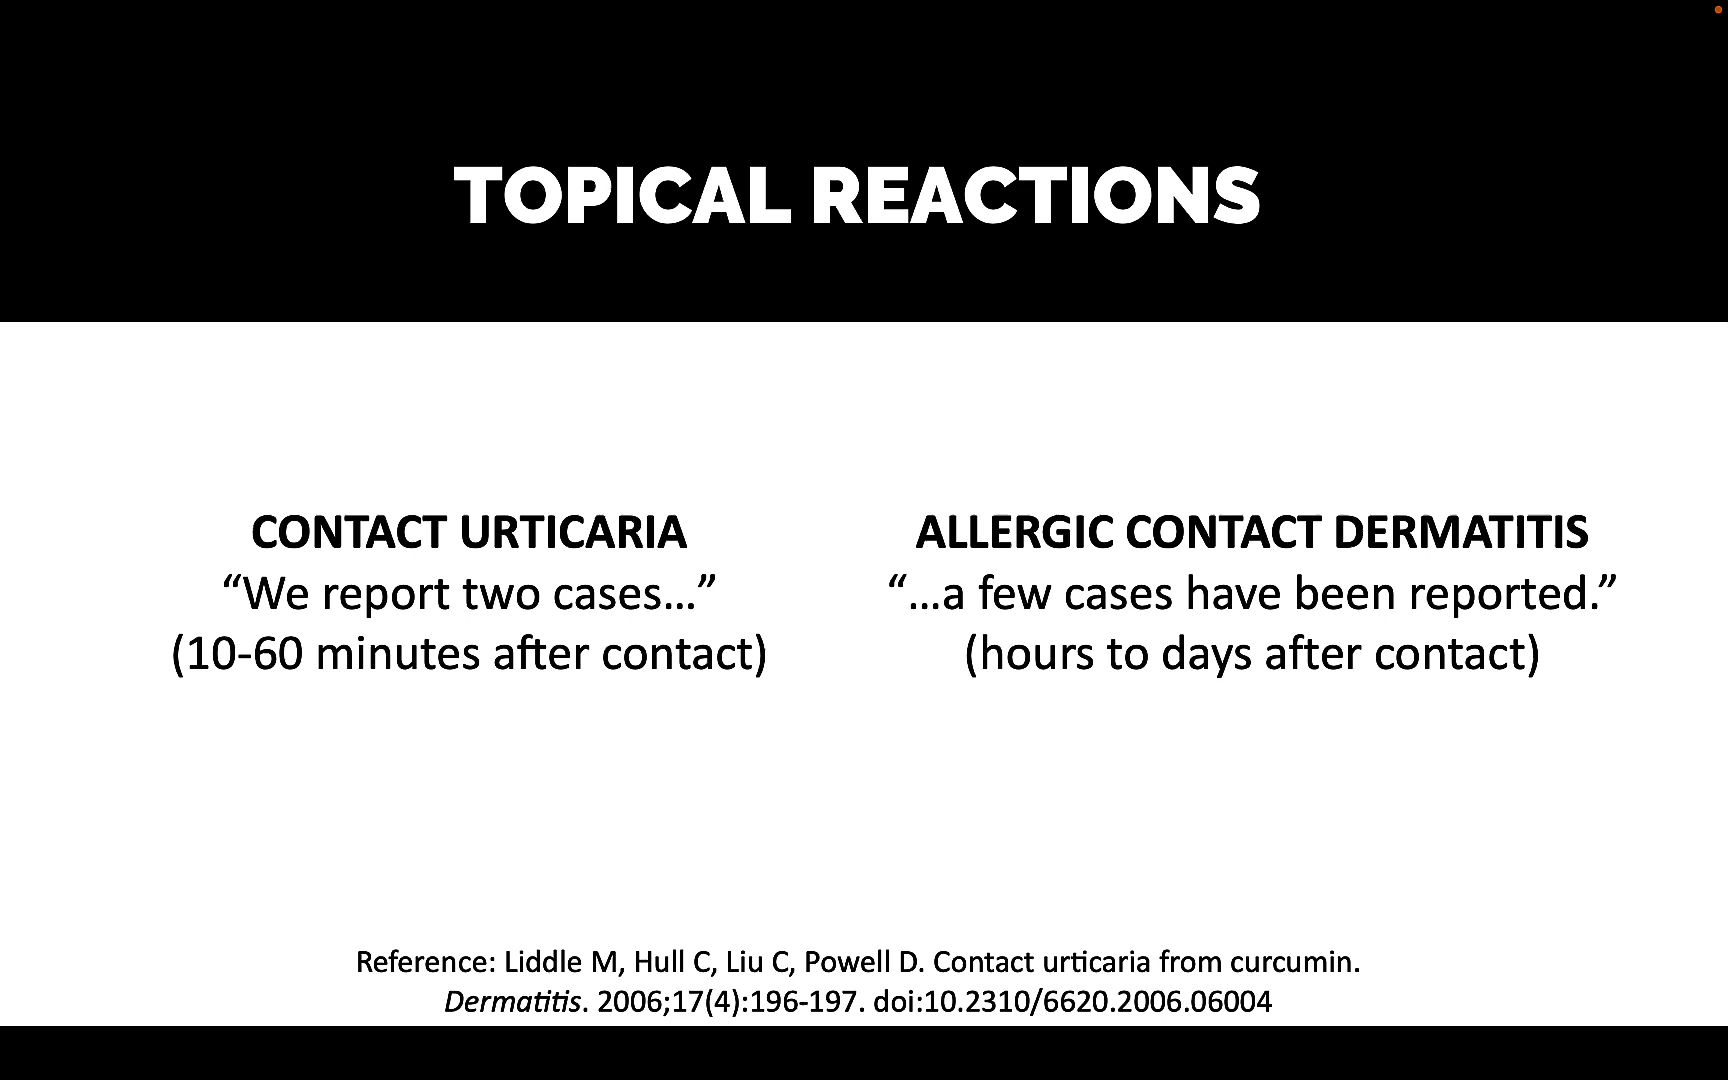 TOPICAL REACTIONS
CONTACT URTICARIA
“We report two cases…”
(10-60 minutes after contact)
ALLERGIC CONTACT DERMATITIS
“…a few cases have been reported.”
(hours to days after contact)
Reference: Liddle M, Hull C, Liu C, Powell D. Contact urticaria from curcumin.
Dermatitis. 2006;17(4):196-197. doi:10.2310/6620.2006.06004